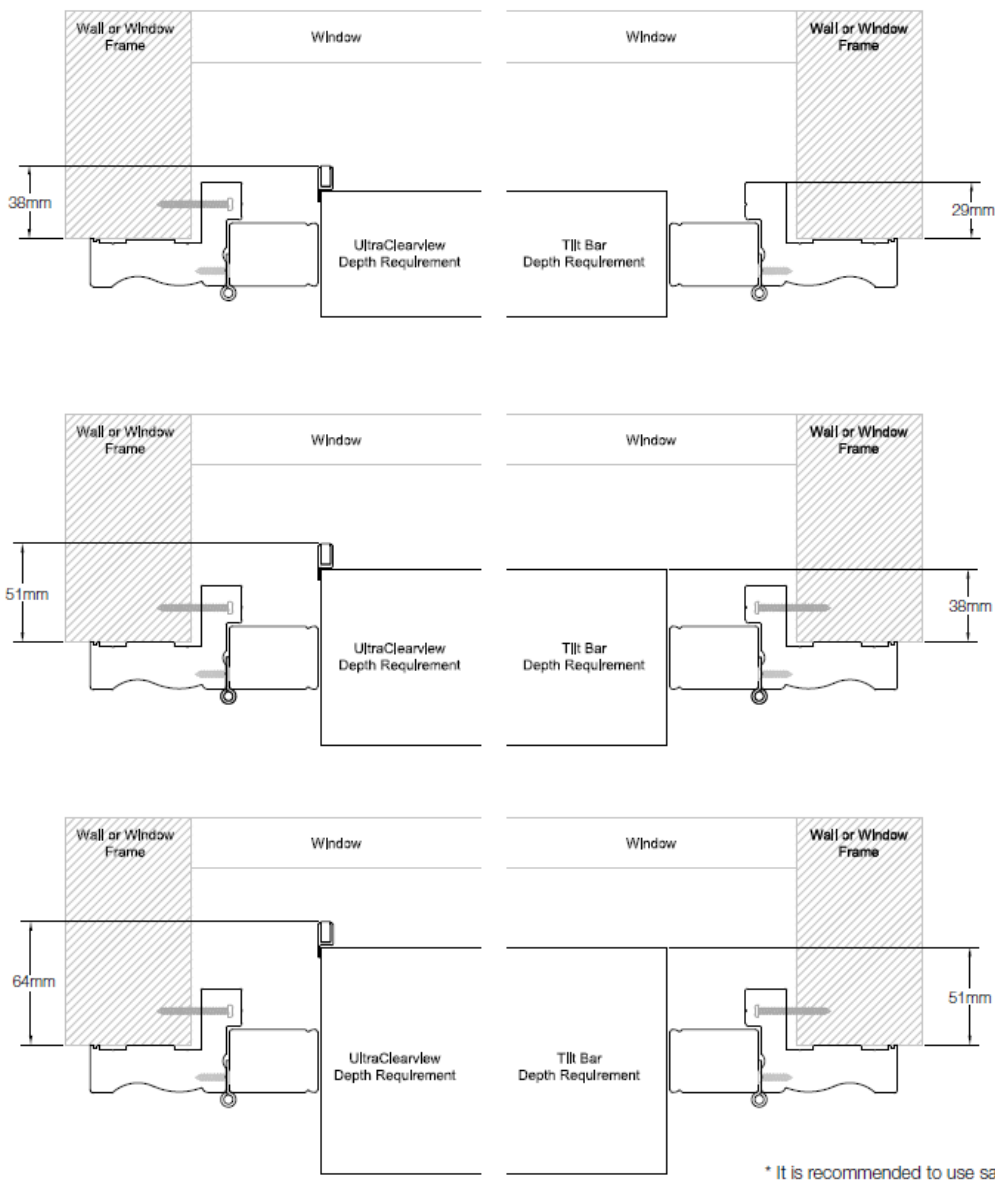 Wall or Window
Frame
Window
Window
Wall or Window
Frame
38mm
29mm
UltraClearview
Depth Requirement
Tilt Bar
Depth Requirement
Wall or Window
Frame
Window
Window
Wall or Window
Frame
51mm
38mm
UltraClearview
Depth Requirement
Tilt Bar
Depth Requirement
Wall or Window
Frame
Window
Window
Wall or Window
Frame
64mm
51mm
UltraClearview
Depth Requirement
Tilt Bar
Depth Requirement
* It is recommended to use